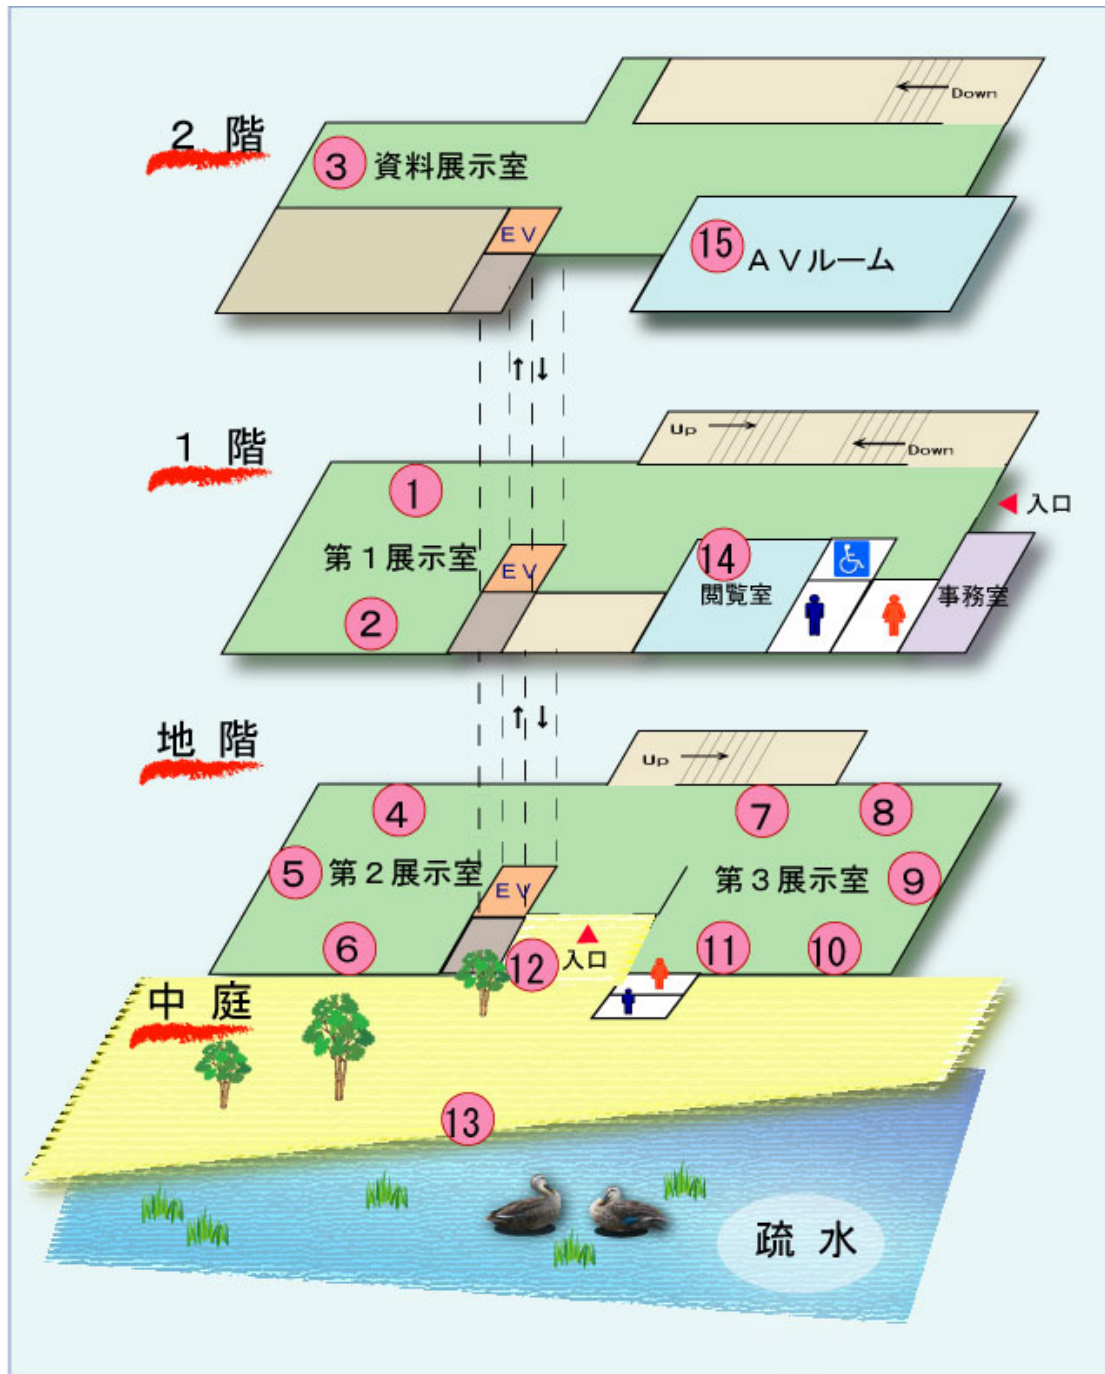 Down
2 階
3 資料展示室
EV
15 AVルーム
↑↓
Up →
← Down
1 階
1
入口
第1展示室
EV
14
閲覧室
2
事務室
↑↓
地 階
Up →
4
7
8
5 第2展示室
第3展示室
9
EV
6
12 入口
11
10
中 庭
13
疏 水